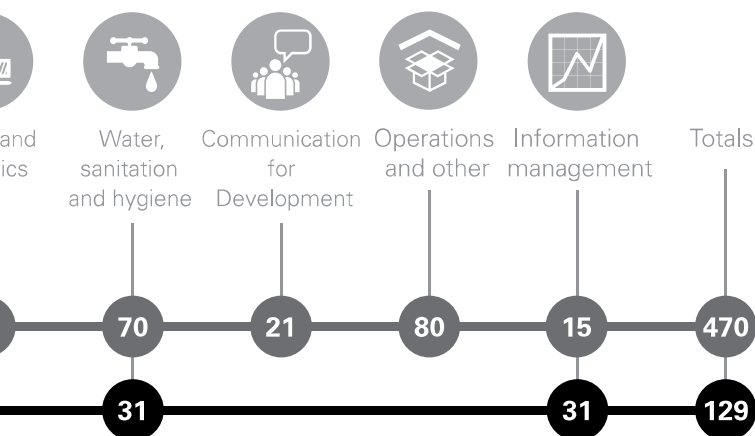 and
ics
Water,
sanitation
and hygiene
Communication
for
Development
Operations
and other
Information
management
Totals
70
21
80
15
470
31
31
129